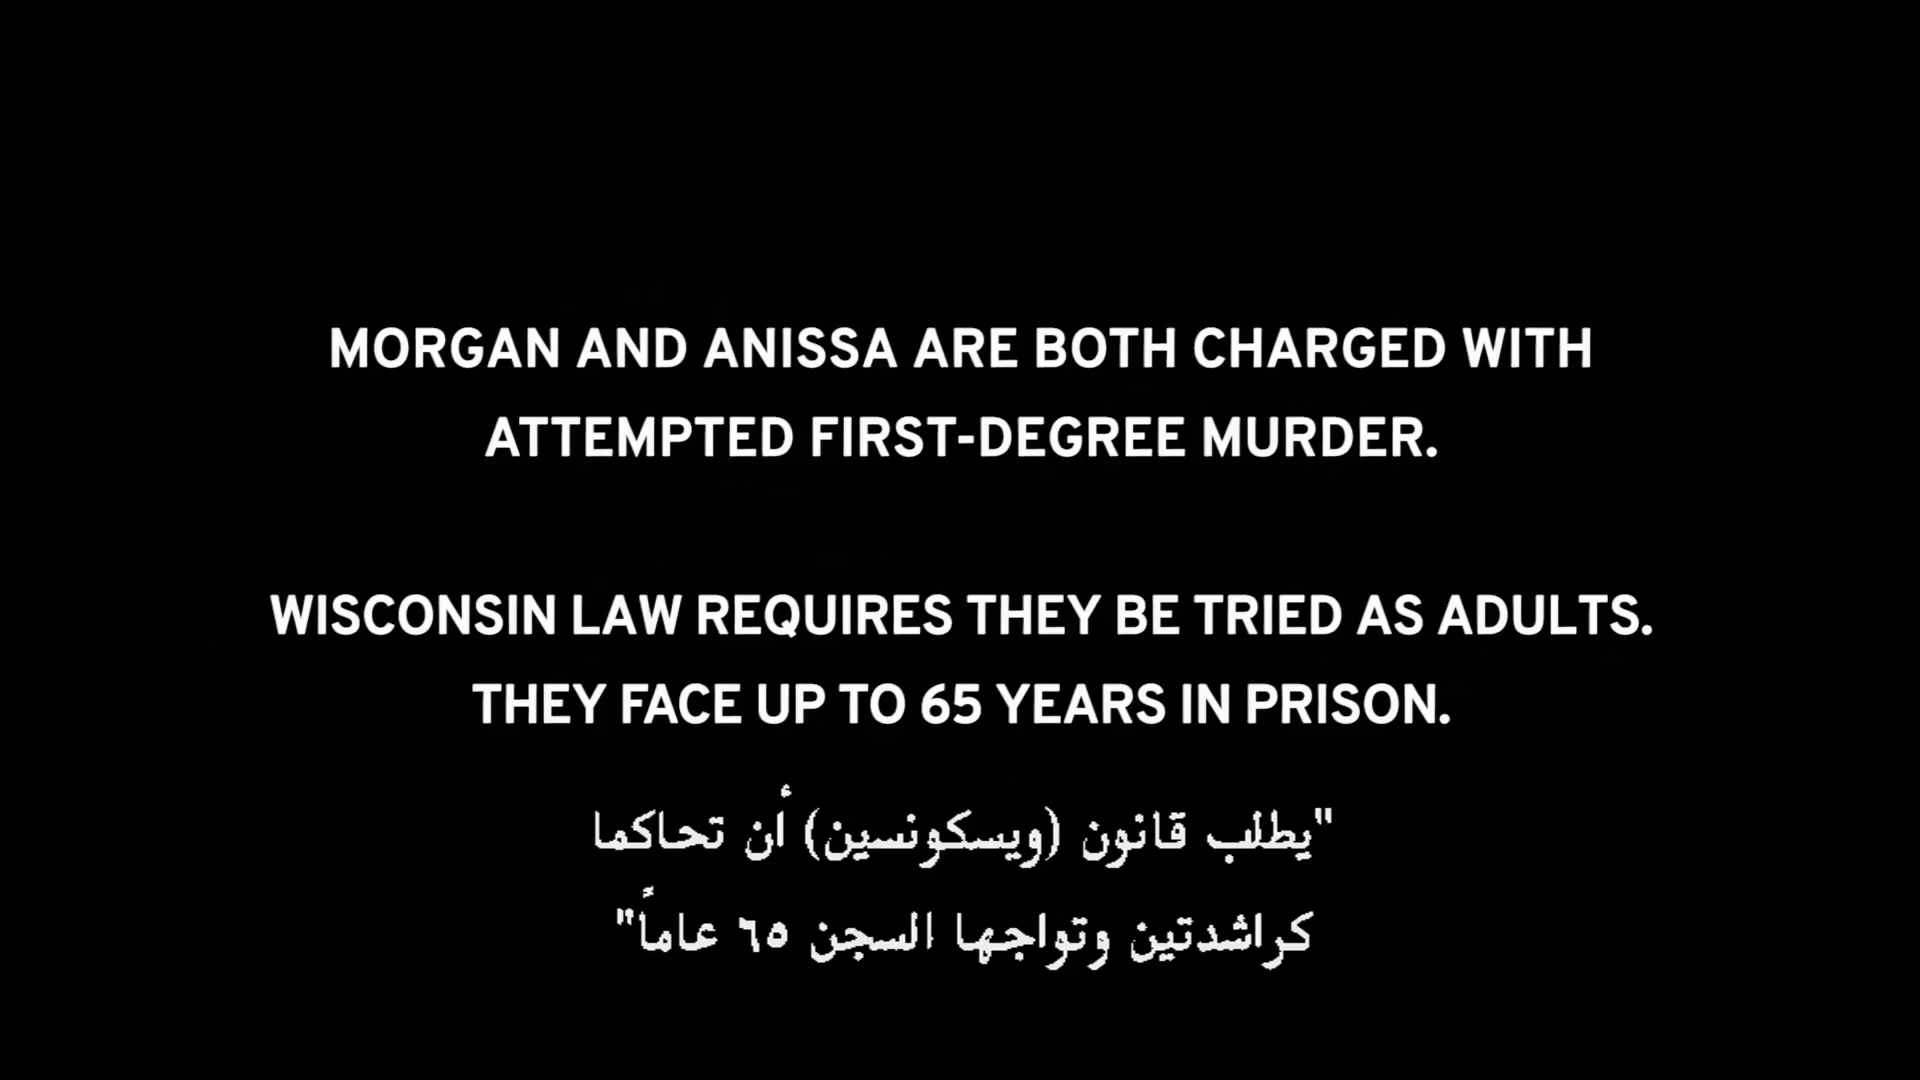 MORGAN AND ANISSA ARE BOTH CHARGED WITH
ATTEMPTED FIRST-DEGREE MURDER.
WISCONSIN LAW REQUIRES THEY BE TRIED AS ADULTS.
THEY FACE UP TO 65 YEARS IN PRISON.
"يطلب قانون (ويسكونسين) أن تحاكما
كراشدتين وتواجها السجن ٦٥ عاماً"